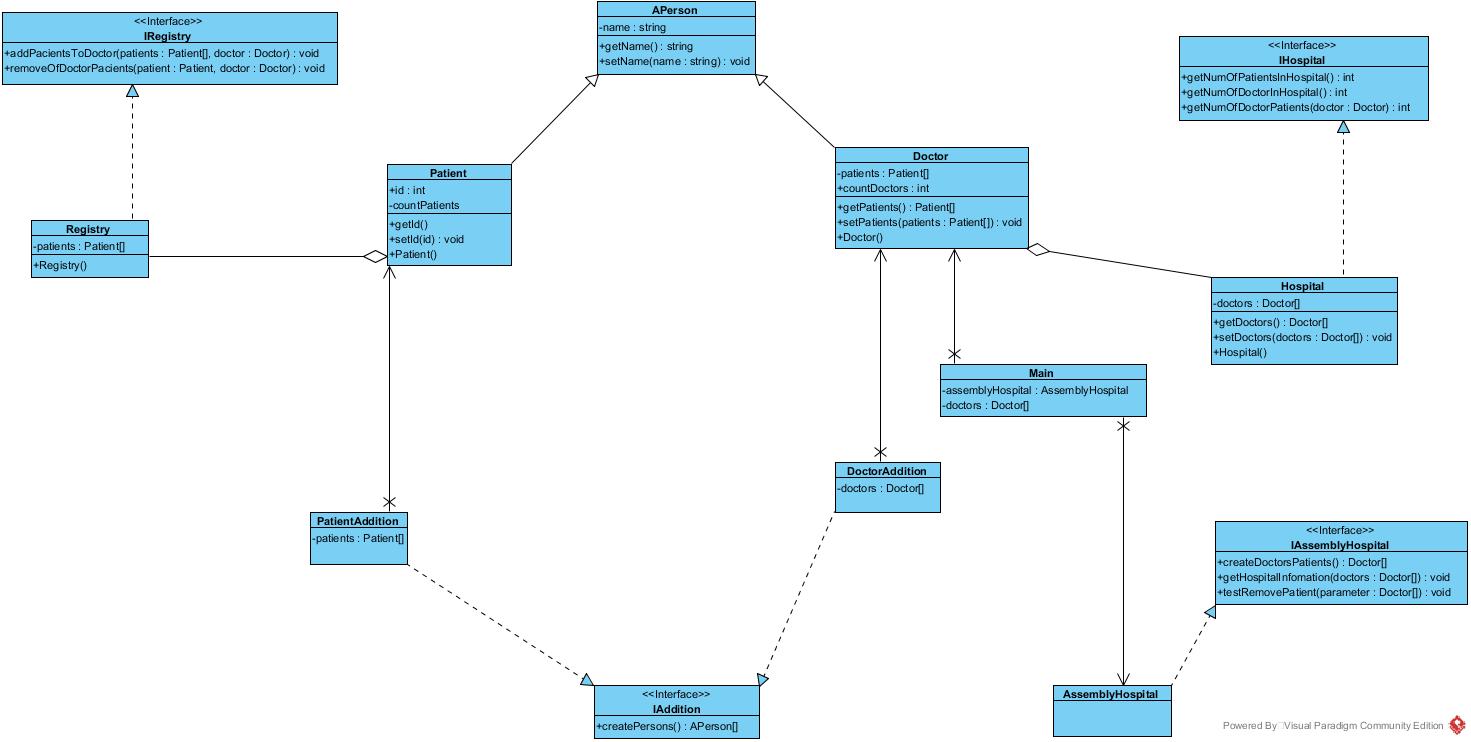 <<Interface>>
IRegistry
+addPacientsToDoctor(patients : Patient[], doctor : Doctor) : void
+removeOfDoctorPacients(patient : Patient, doctor : Doctor) : void
APerson
-name : string
+getName() : string
+setName(name : string) : void
<<Interface>>
IHospital
+getNumOfPatientsInHospital() : int
+getNumOfDoctorInHospital() : int
+getNumOfDoctorPatients(doctor : Doctor) : int
Patient
+id : int
-countPatients
+getId()
+setId(id) : void
+Patient()
Doctor
-patients : Patient[]
+countDoctors : int
+getPatients() : Patient[]
+setPatients(patients : Patient[]) : void
+Doctor()
Registry
-patients : Patient[]
+Registry()
Hospital
-doctors : Doctor[]
+getDoctors() : Doctor[]
+setDoctors(doctors : Doctor[]) : void
+Hospital()
Main
-assemblyHospital : AssemblyHospital
-doctors : Doctor[]
DoctorAddition
-doctors : Doctor[]
PatientAddition
-patients : Patient[]
<<Interface>>
IAssemblyHospital
+createDoctorsPatients() : Doctor[]
+getHospitalInfomation(doctors : Doctor[]) : void
+testRemovePatient(parameter : Doctor[]) : void
<<Interface>>
IAddition
+createPersons() : APerson[]
AssemblyHospital
Powered By Visual Paradigm Community Edition